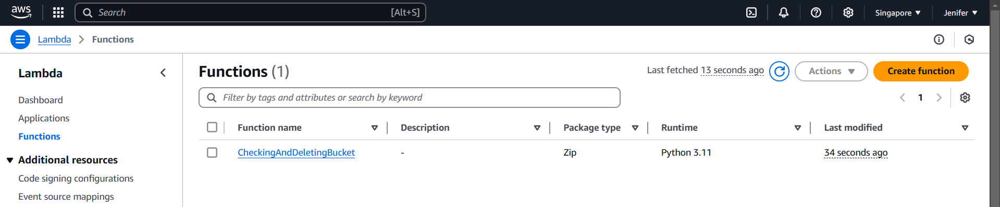 aws Search [Alt+S] Singapore Jenifer
Lambda Functions
Lambda
Dashboard
Applications
Functions
Additional resources
Code signing configurations
Event source mappings
Functions (1)
Last fetched 13 seconds ago Actions Create function
Filter by tags and attributes or search by keyword
1
Function name Description Package type Runtime Last modified
CheckingAndDeletingBucket - Zip Python 3.11 34 seconds ago